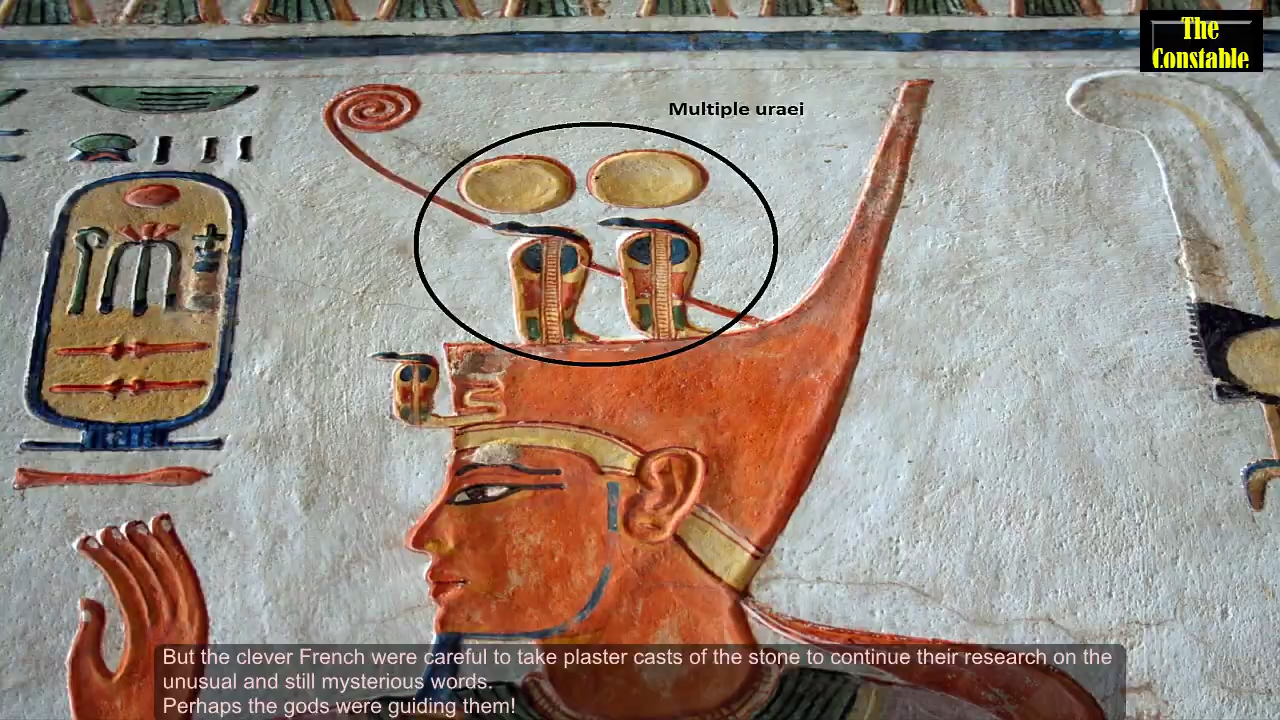 The
Constable
Multiple uraei
But the clever French were careful to take plaster casts of the stone to continue their research on the
unusual and still mysterious words.
Perhaps the gods were guiding them!